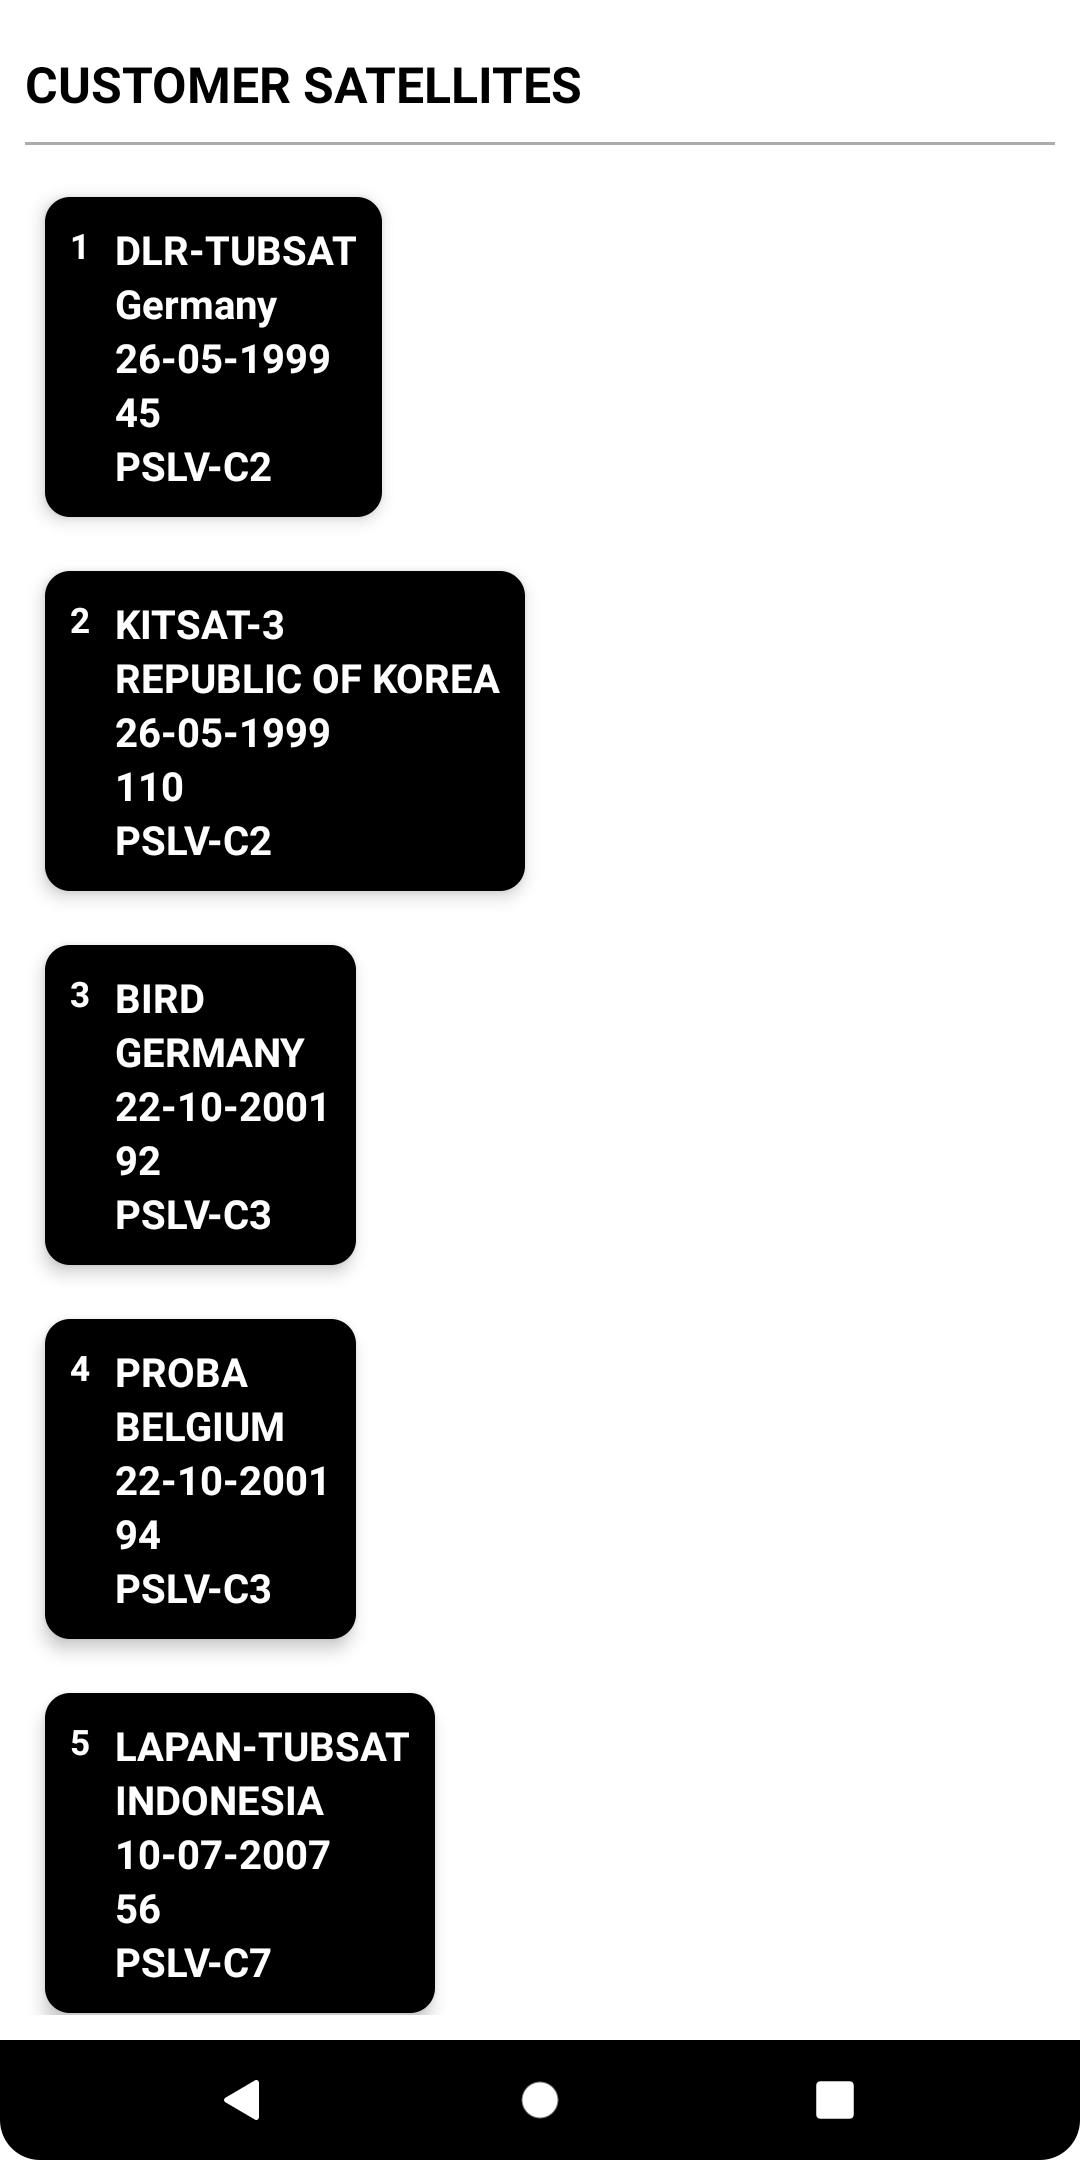 CUSTOMER SATELLITES
1 DLR-TUBSAT
Germany
26-05-1999
45
PSLV-C2
2 KITSAT-3
REPUBLIC OF KOREA
26-05-1999
110
PSLV-C2
3 BIRD
GERMANY
22-10-2001
92
PSLV-C3
4 PROBA
BELGIUM
22-10-2001
94
PSLV-C3
5 LAPAN-TUBSAT
INDONESIA
10-07-2007
56
PSLV-C7